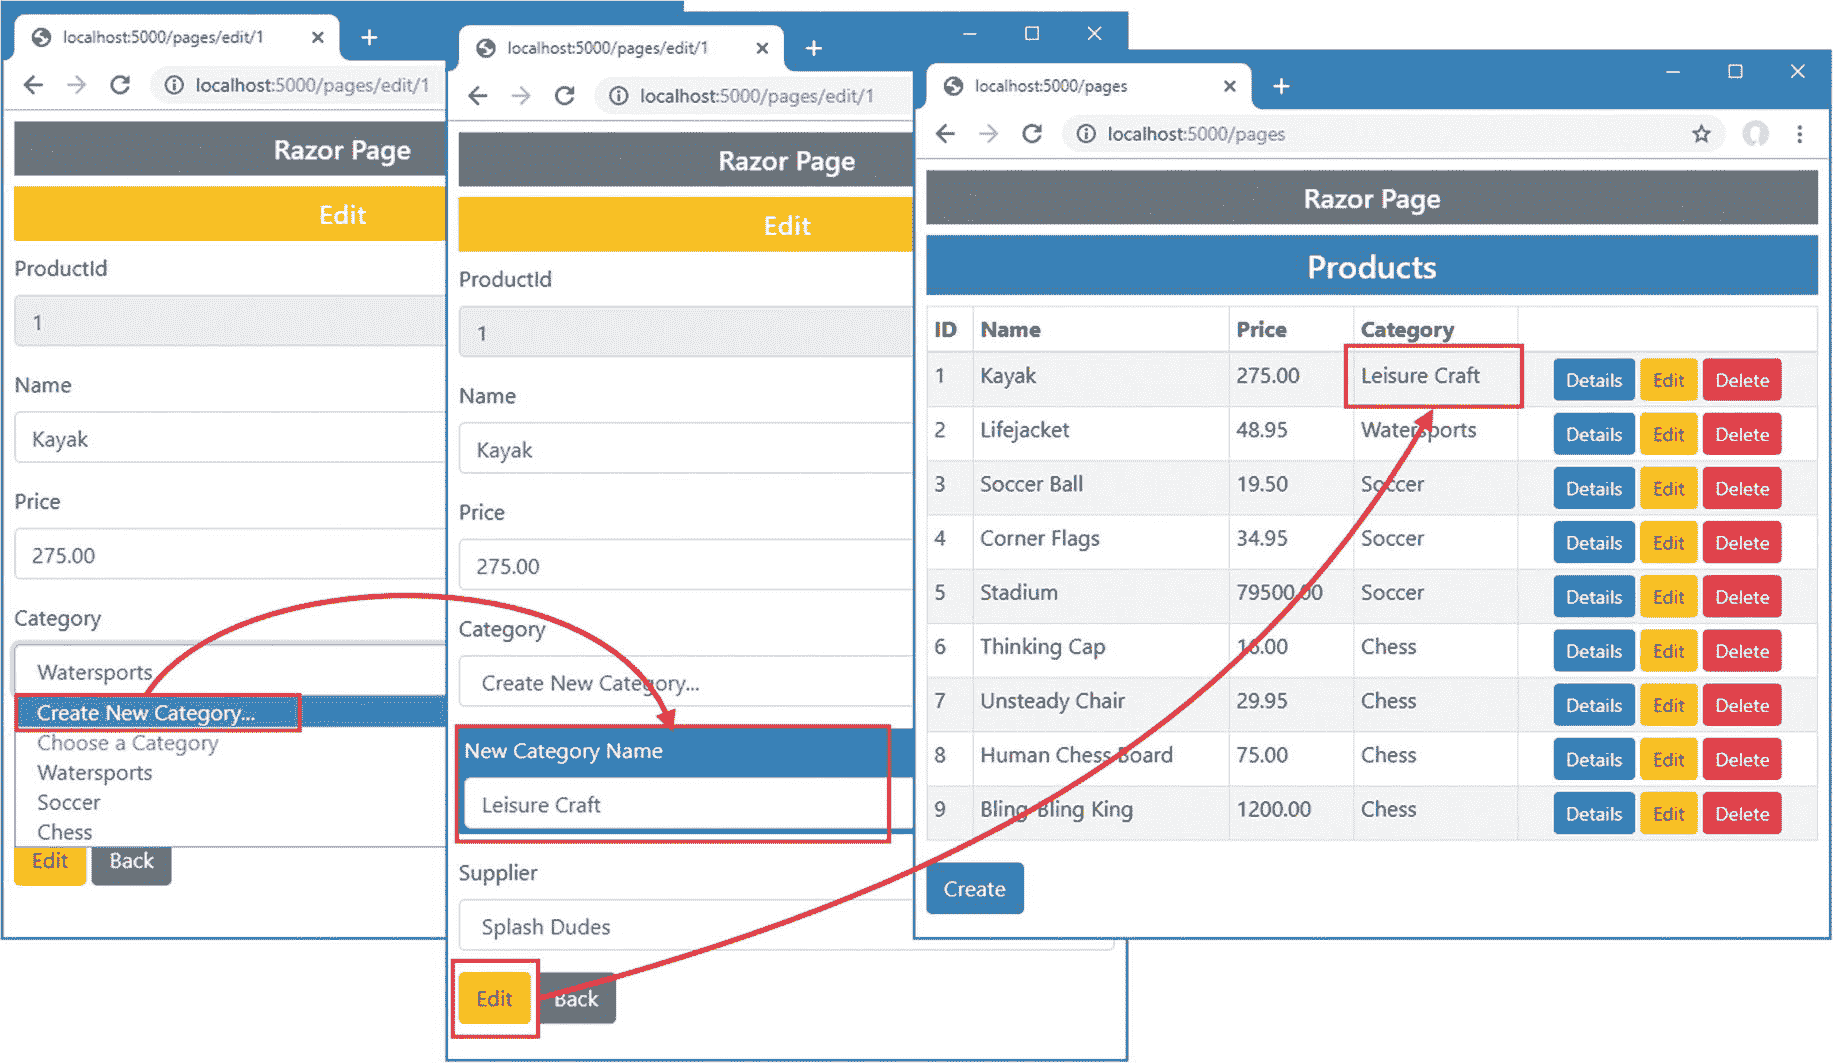 localhost:5000/pages/edit/1
localhost:5000/pages/edit/1
Razor Page
Edit
ProductId
1
Name
Kayak
Price
275.00
Category
Watersports
Create New Category...
Choose a Category
Watersports
Soccer
Chess
Edit Back
localhost:5000/pages/edit/1
localhost:5000/pages/edit/1
Razor Page
Edit
ProductId
1
Name
Kayak
Price
275.00
Category
Create New Category...
New Category Name
Leisure Craft
Supplier
Splash Dudes
Edit Back
localhost:5000/pages
localhost:5000/pages
Razor Page
Products
ID Name Price Category
1 Kayak 275.00 Leisure Craft Details Edit Delete
2 Lifejacket 48.95 Watersports Details Edit Delete
3 Soccer Ball 19.50 Soccer Details Edit Delete
4 Corner Flags 34.95 Soccer Details Edit Delete
5 Stadium 79500.00 Soccer Details Edit Delete
6 Thinking Cap 16.00 Chess Details Edit Delete
7 Unsteady Chair 29.95 Chess Details Edit Delete
8 Human Chess Board 75.00 Chess Details Edit Delete
9 Bling-Bling King 1200.00 Chess Details Edit Delete
Create